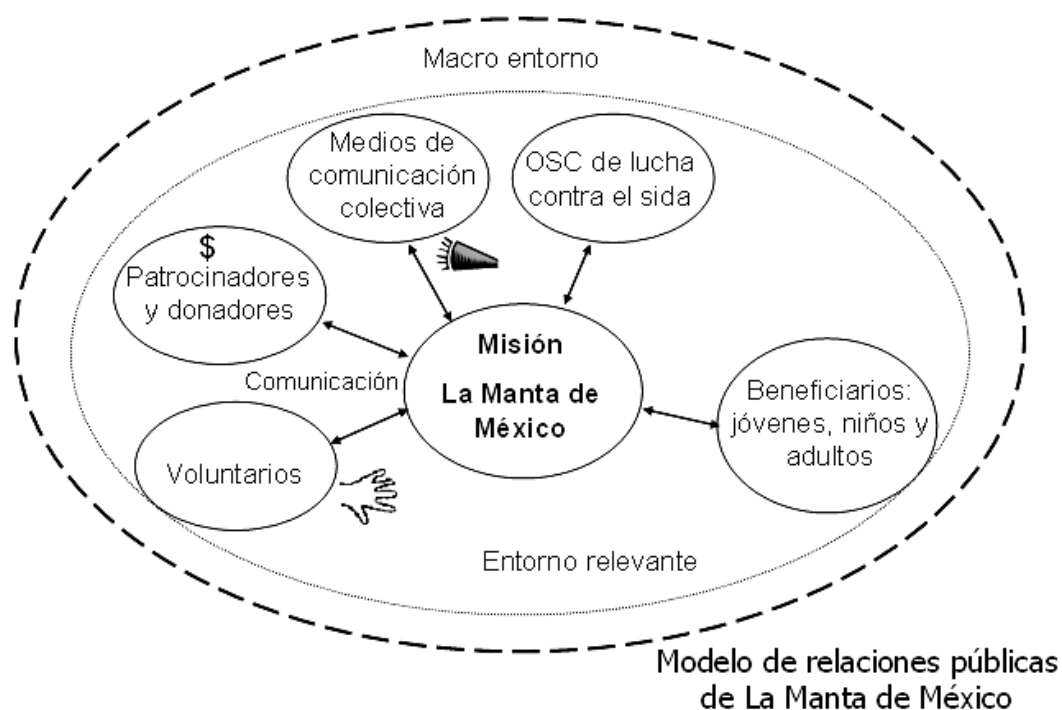 Macro entorno
Medios de
comunicación
colectiva
OSC de lucha
contra el sida
$
Patrocinadores
y donadores
Misión
La Manta de
México
Comunicación
Beneficiarios:
jóvenes, niños y
adultos
Voluntarios
Entorno relevante
Modelo de relaciones públicas
de La Manta de México